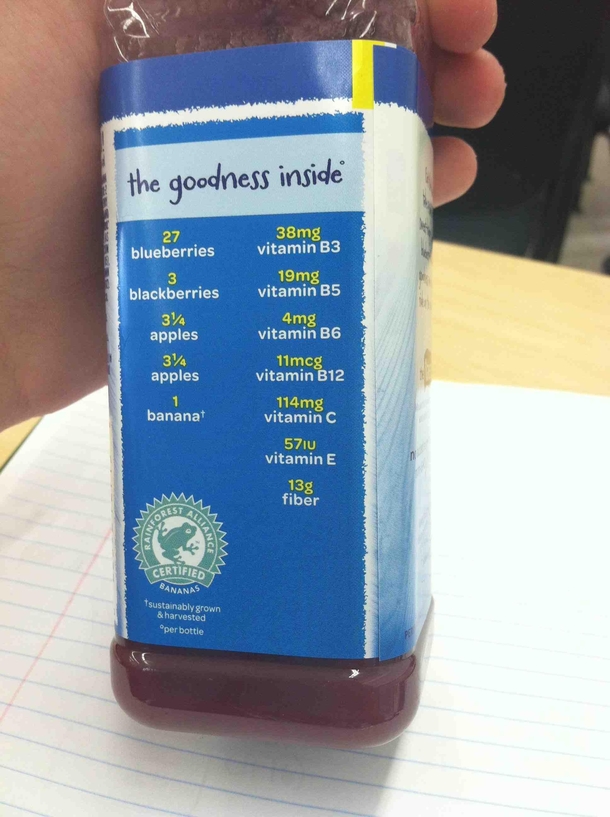 the goodness inside°
27
blueberries
3
blackberries
3¼
apples
3¼
apples
1
banana†
38mg
vitamin B3
19mg
vitamin B5
4mg
vitamin B6
11mcg
vitamin B12
114mg
vitamin C
57IU
vitamin E
13g
fiber
RAINFOREST ALLIANCE
CERTIFIED
BANANAS
†sustainably grown
& harvested
°per bottle